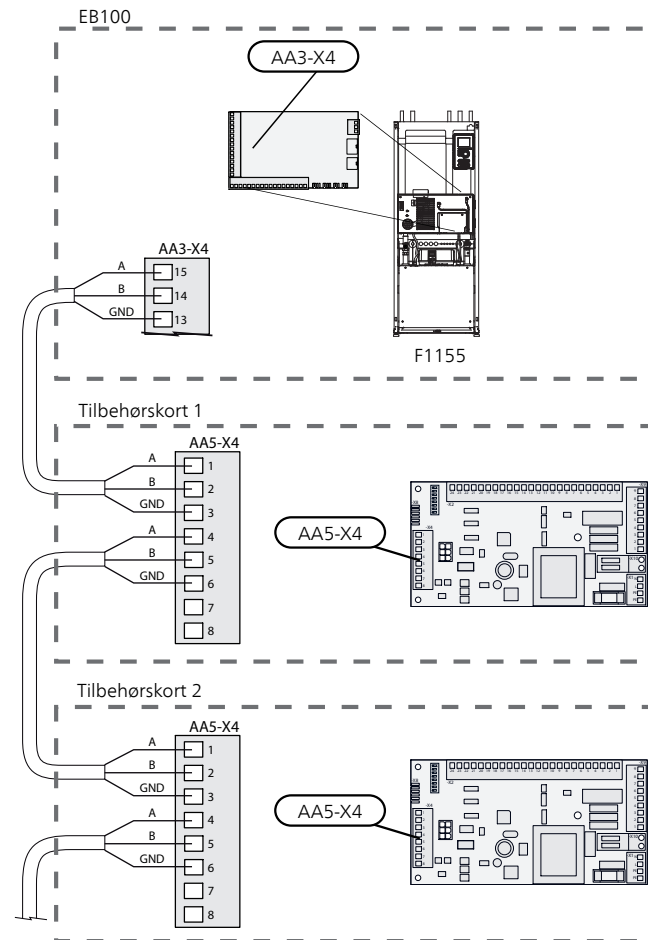 EB100
AA3-X4
F1155
AA3-X4
A 15
B 14
GND 13
Tilbehørskort 1
AA5-X4
A 1
B 2
GND 3
A 4
B 5
GND 6
7
8
AA5-X4
Tilbehørskort 2
AA5-X4
A 1
B 2
GND 3
A 4
B 5
GND 6
7
8
AA5-X4